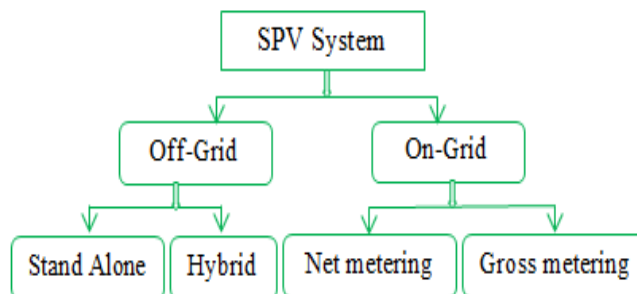 SPV System
Off-Grid
On-Grid
Stand Alone
Hybrid
Net metering
Gross metering